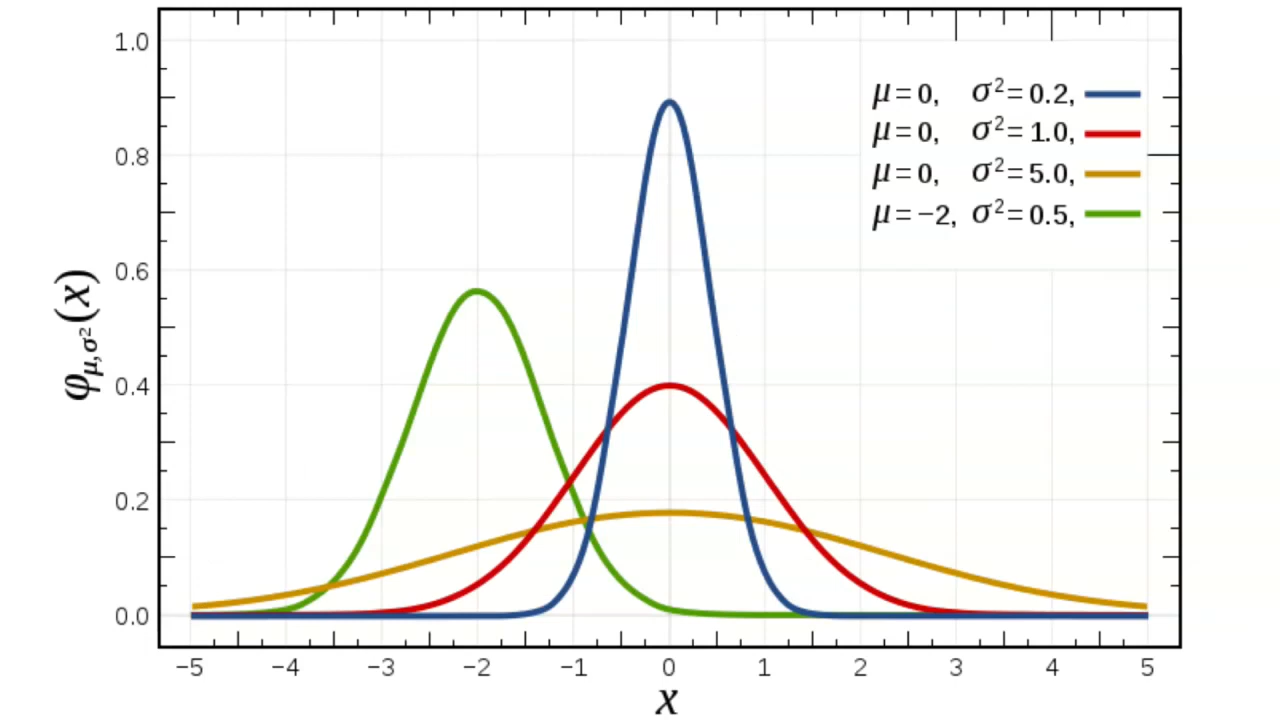 1.0
0.8
0.6
0.4
0.2
0.0
φμ,σ²(x)
μ=0, σ²=0.2,
μ=0, σ²=1.0,
μ=0, σ²=5.0,
μ=−2, σ²=0.5,
−5 −4 −3 −2 −1 0 1 2 3 4 5
x